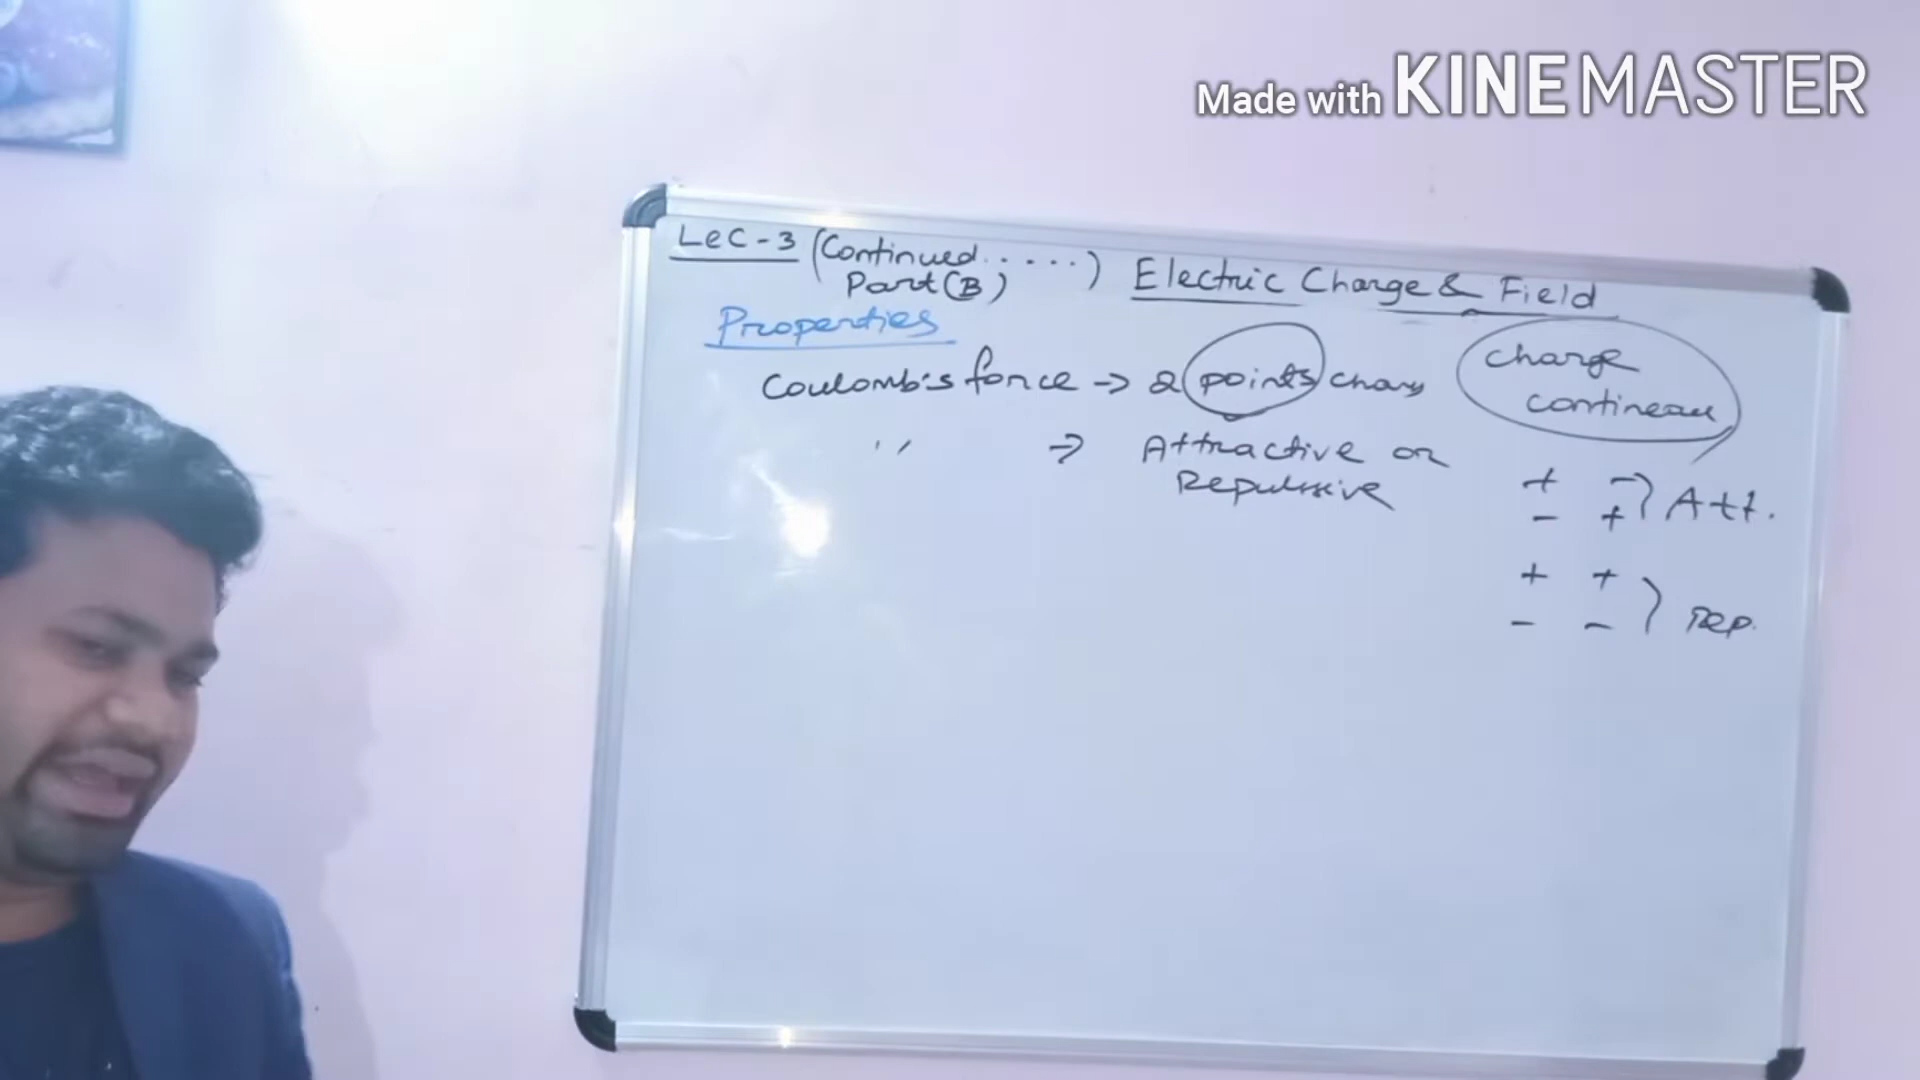 Made with KINEMASTER
Lec-3 (Continued.....) Electric Charge & Field
Part (B)
Properties
Coulomb's force → 2 points charg
charge
contineau
" → Attractive or
Repulsive
+ - ) Att.
- +
+ +
- - ) Rep.